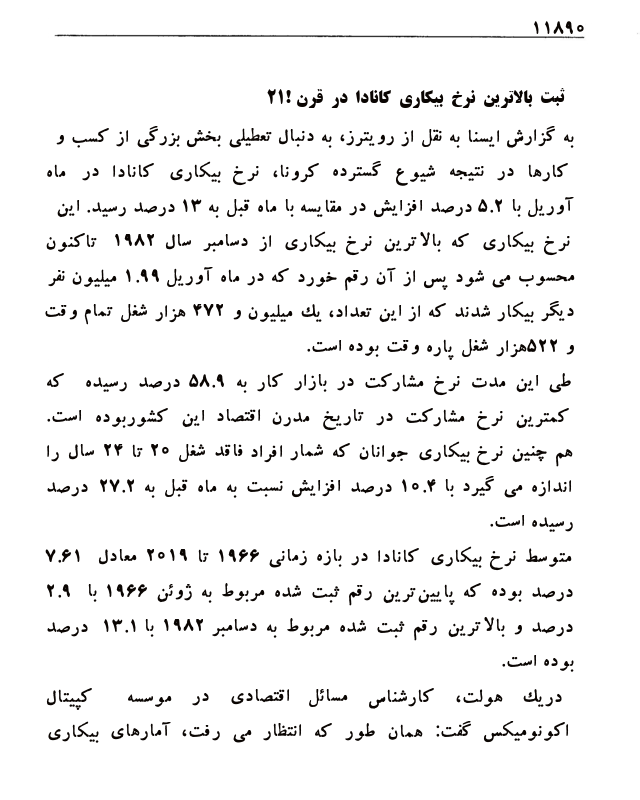 ۱۱۸۹۰
ثبت بالاترین نرخ بیکاری کانادا در قرن !۲۱
به گزارش ایسنا به نقل از رویترز، به دنبال تعطیلی بخش بزرگی از کسب و
کارها در نتیجه شیوع گسترده کرونا، نرخ بیکاری کانادا در ماه
آوریل با ۵.۲ درصد افزایش در مقایسه با ماه قبل به ۱۳ درصد رسید. این
نرخ بیکاری که بالاترین نرخ بیکاری از دسامبر سال ۱۹۸۲ تاکنون
محسوب می شود پس از آن رقم خورد که در ماه آوریل ۱.۹۹ میلیون نفر
دیگر بیکار شدند که از این تعداد، یك میلیون و ۴۷۲ هزار شغل تمام وقت
و ۵۲۲هزار شغل پاره وقت بوده است.
طی این مدت نرخ مشارکت در بازار کار به ۵۸.۹ درصد رسیده که
کمترین نرخ مشارکت در تاریخ مدرن اقتصاد این کشوربوده است.
هم چنین نرخ بیکاری جوانان که شمار افراد فاقد شغل ۲۰ تا ۲۴ سال را
اندازه می گیرد با ۱۰.۴ درصد افزایش نسبت به ماه قبل به ۲۷.۲ درصد
رسیده است.
متوسط نرخ بیکاری کانادا در بازه زمانی ۱۹۶۶ تا ۲۰۱۹ معادل ۷.۶۱
درصد بوده که پایین‌ترین رقم ثبت شده مربوط به ژوئن ۱۹۶۶ با ۲.۹
درصد و بالاترین رقم ثبت شده مربوط به دسامبر ۱۹۸۲ با ۱۳.۱ درصد
بوده است.
دریك هولت، کارشناس مسائل اقتصادی در موسسه کپیتال
اکونومیکس گفت: همان طور که انتظار می رفت، آمارهای بیکاری